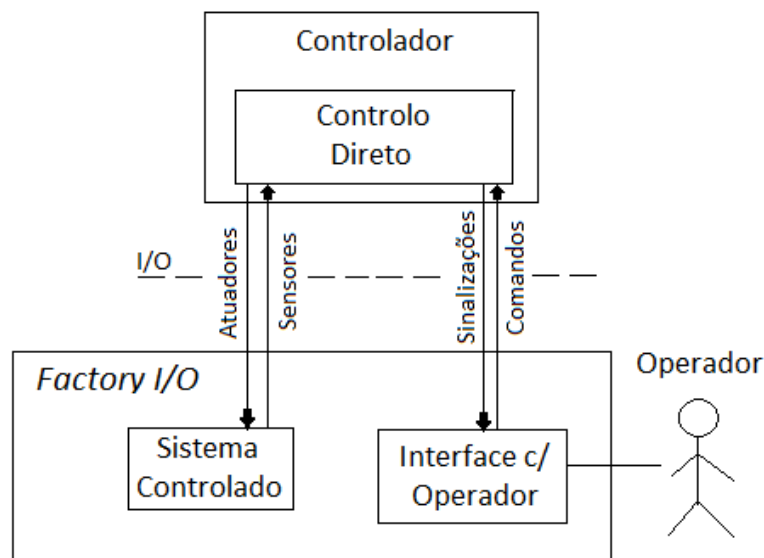 Controlador
Controlo
Direto
I/O
Atuadores
Sensores
Sinalizações
Comandos
Factory I/O
Operador
Sistema
Controlado
Interface c/
Operador